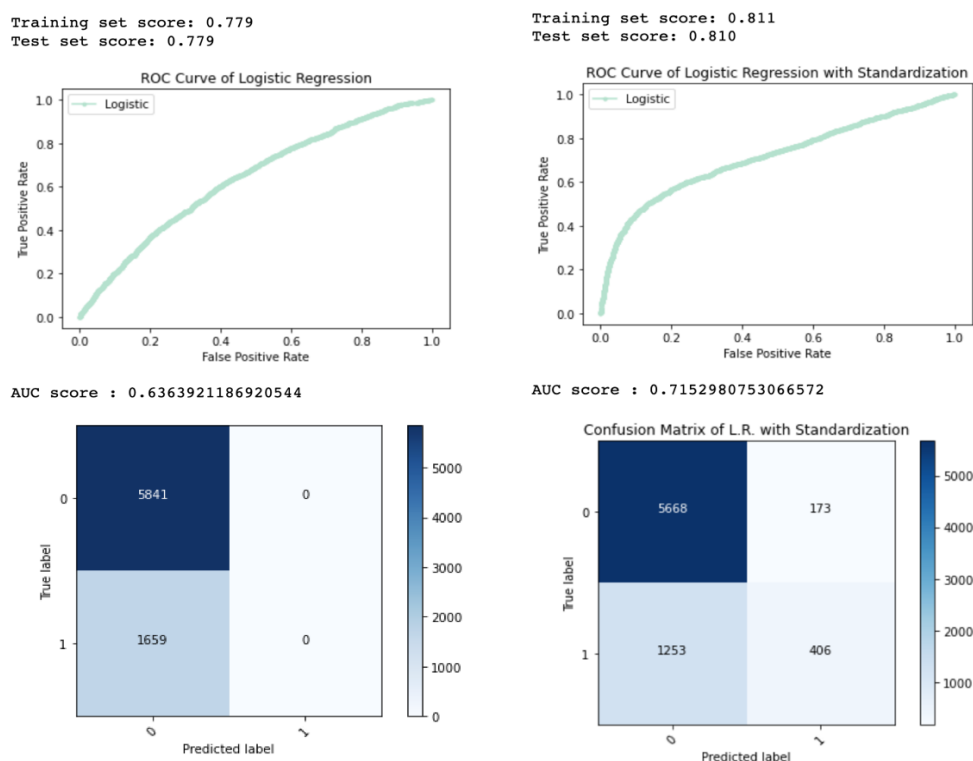 Training set score: 0.779
Test set score: 0.779
ROC Curve of Logistic Regression
Logistic
True Positive Rate
1.0
0.8
0.6
0.4
0.2
0.0
0.0 0.2 0.4 0.6 0.8 1.0
False Positive Rate
AUC score : 0.6363921186920544
True label
0
1
5841 0
1659 0
0 1
Predicted label
5000
4000
3000
2000
1000
0
Training set score: 0.811
Test set score: 0.810
ROC Curve of Logistic Regression with Standardization
Logistic
True Positive Rate
1.0
0.8
0.6
0.4
0.2
0.0
0.0 0.2 0.4 0.6 0.8 1.0
False Positive Rate
AUC score : 0.7152980753066572
Confusion Matrix of L.R. with Standardization
True label
0
1
5668 173
1253 406
0 1
Predicted label
5000
4000
3000
2000
1000